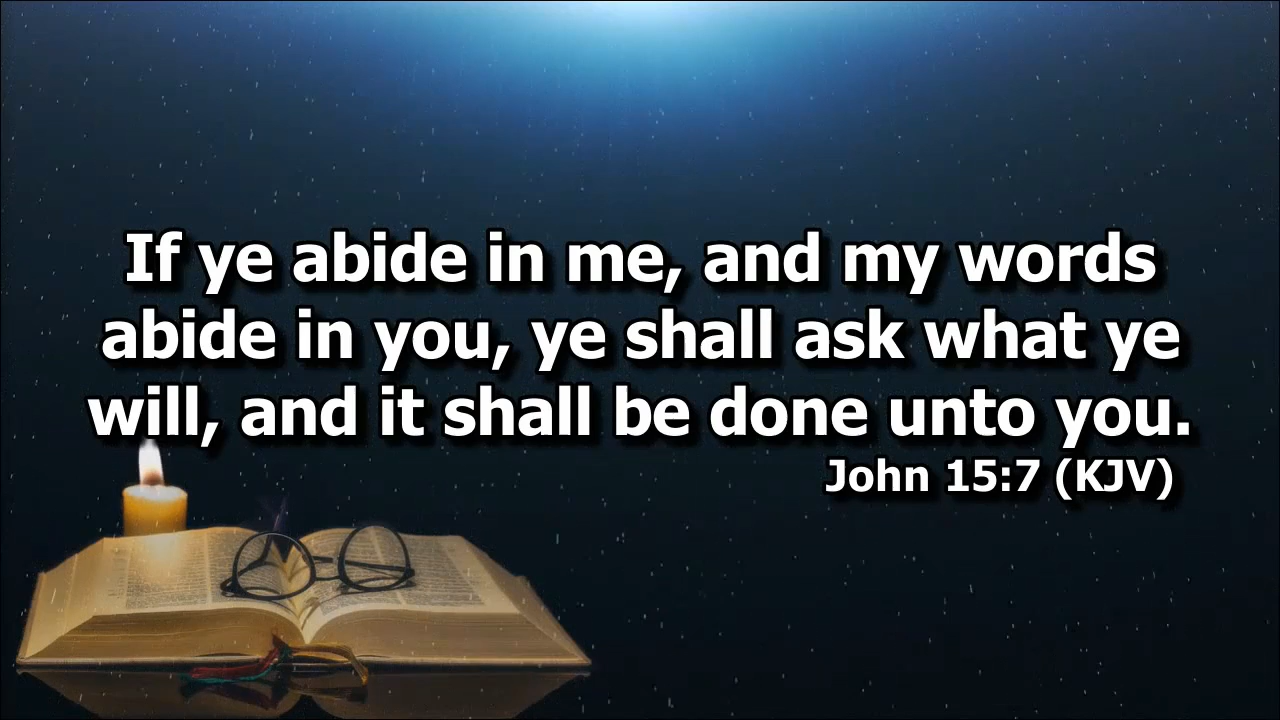 If ye abide in me, and my words
abide in you, ye shall ask what ye
will, and it shall be done unto you.
John 15:7 (KJV)